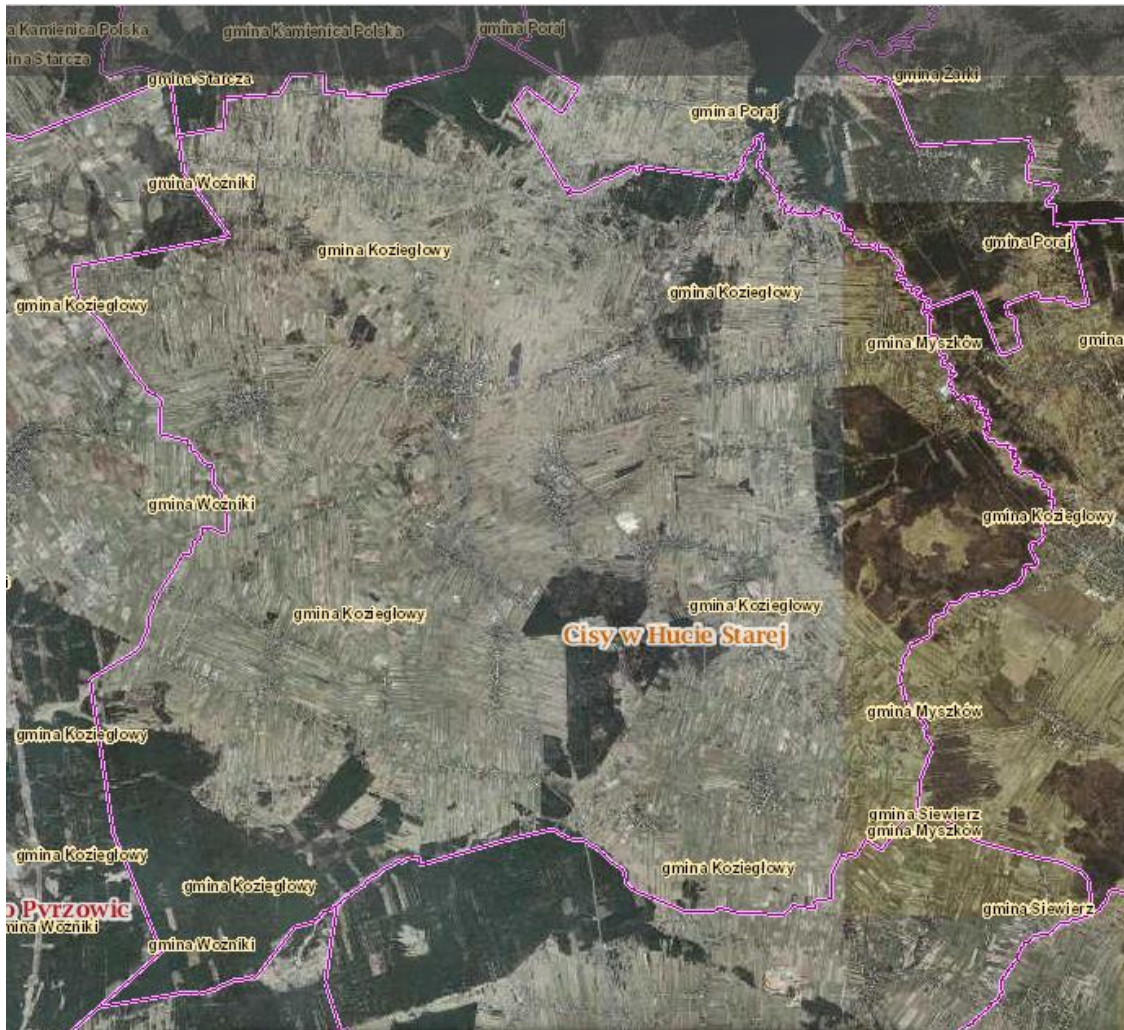 a Kamienica Polska
gmina Kamienica Polska
gmina Poraj
ina Starcza
gmina Starcza
gmina Żarki
gmina Poraj
gmina Woźniki
gmina Poraj
gmina Koziegłowy
gmina Koziegłowy
gmina Koziegłowy
gmina Myszków
gmina
gmina Woźniki
gmina Koziegłowy
i
gmina Koziegłowy
gmina Koziegłowy
Cisy w Hucie Starej
gmina Myszków
gmina Koziegłowy
gmina Siewierz
gmina Myszków
gmina Koziegłowy
gmina Koziegłowy
gmina Koziegłowy
o Pyrzowic
gmina Siewierz
mina Woźniki
gmina Woźniki